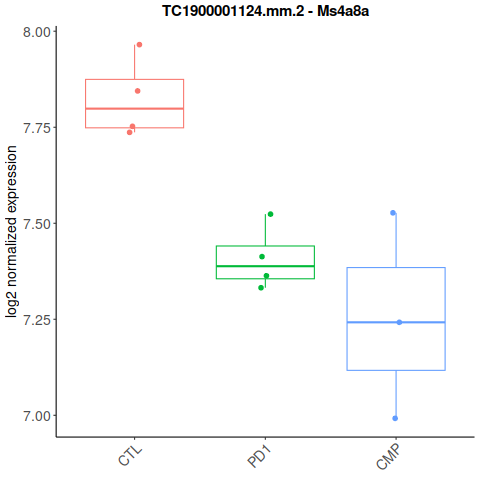 TC1900001124.mm.2 - Ms4a8a
log2 normalized expression
8.00
7.75
7.50
7.25
7.00
CTL
PD1
CMP